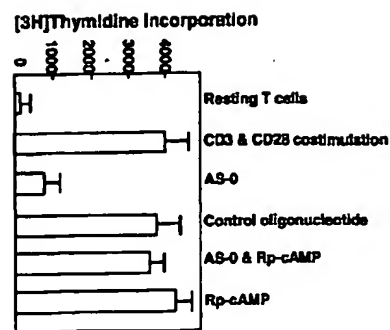 [3H]Thymidine Incorporation
0
1000
2000
3000
4000
Resting T cells
CD3 & CD28 costimulation
AS-0
Control oligonucleotide
AS-0 & Rp-cAMP
Rp-cAMP